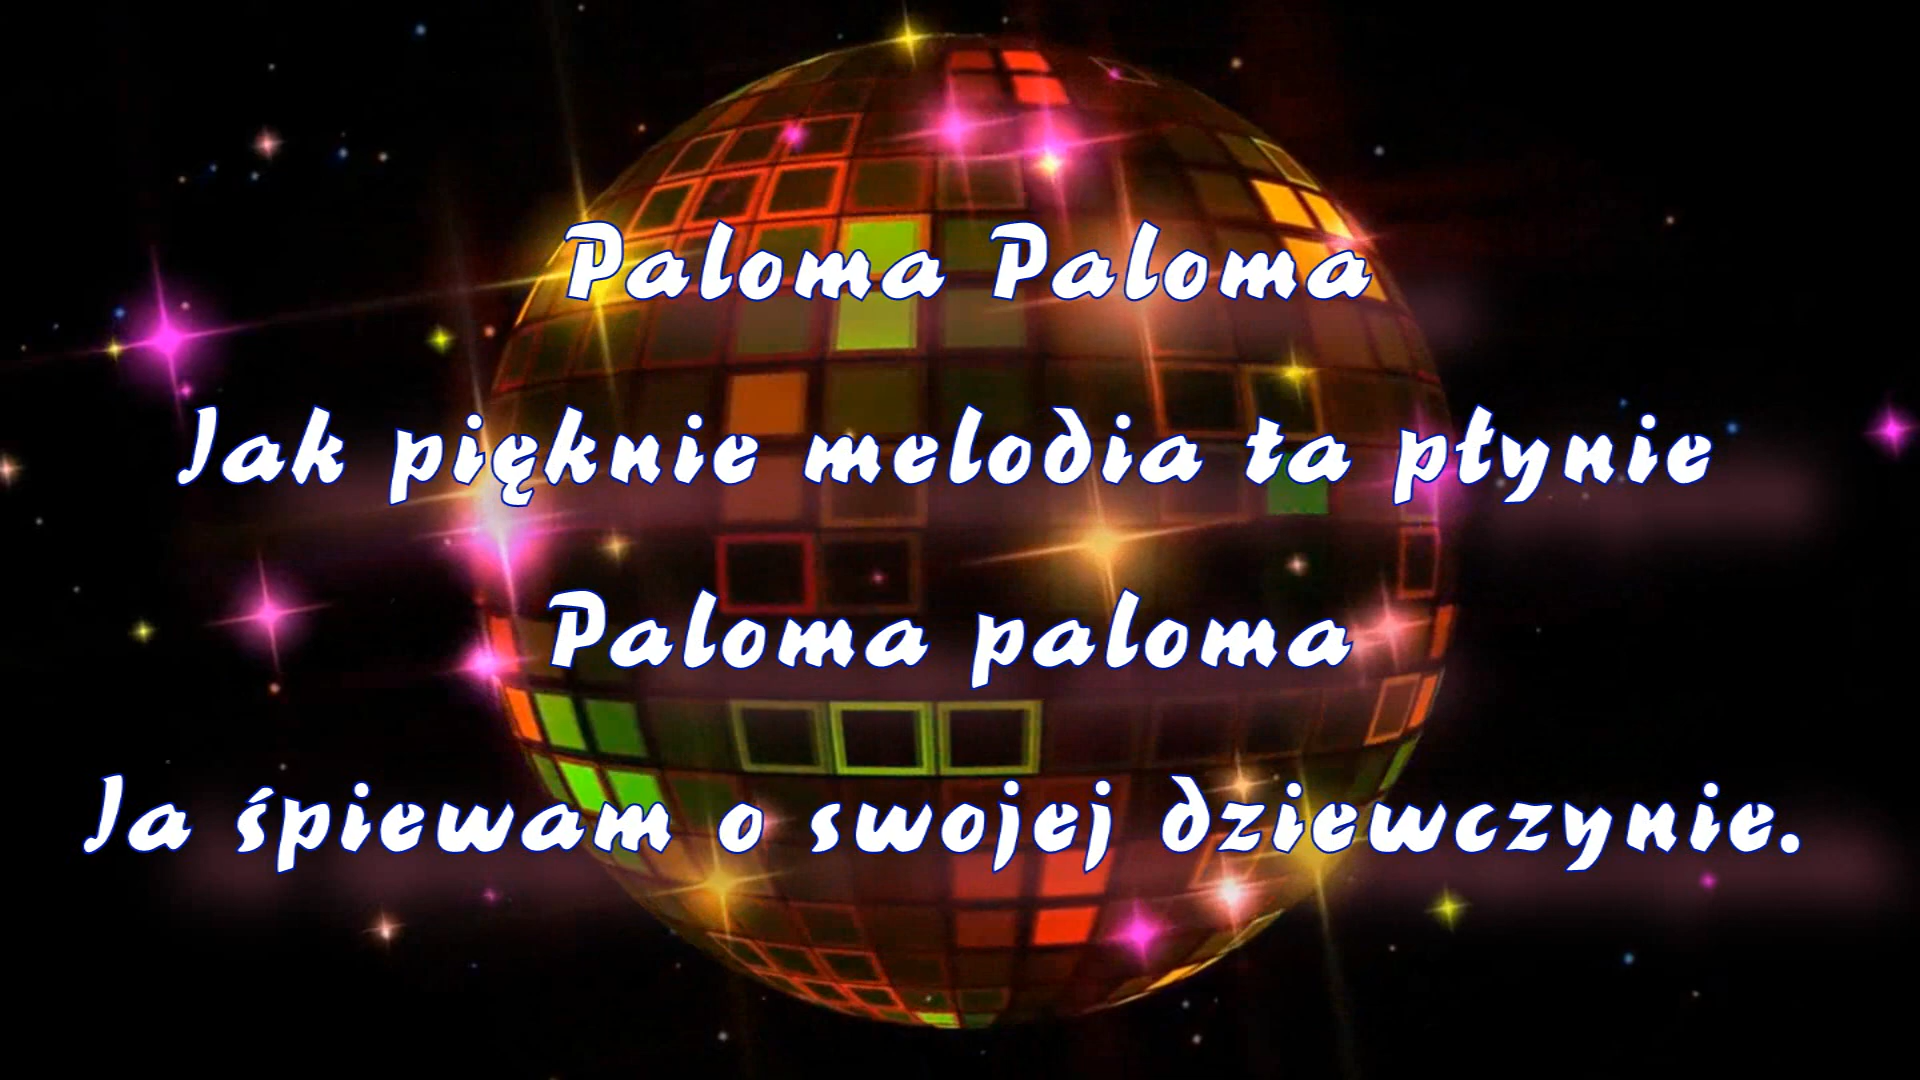 Paloma Paloma
Jak pięknie melodia ta płynie
Paloma paloma
Ja śpiewam o swojej dziewczynie.